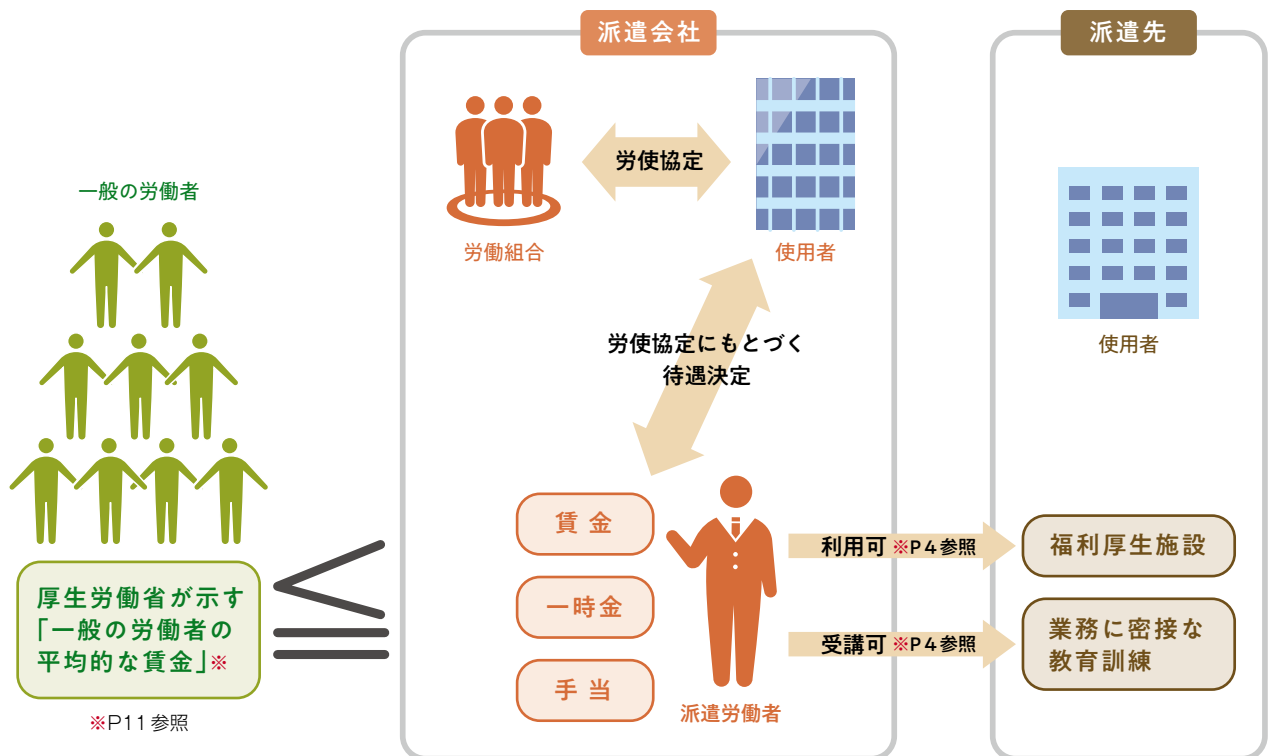 派遣会社
派遣先
労使協定
一般の労働者
労働組合
使用者
使用者
労使協定にもとづく
待遇決定
賃金
一時金
手当
派遣労働者
利用可 ※P4参照
受講可 ※P4参照
福利厚生施設
業務に密接な
教育訓練
厚生労働省が示す
「一般の労働者の
平均的な賃金」※
※P11参照